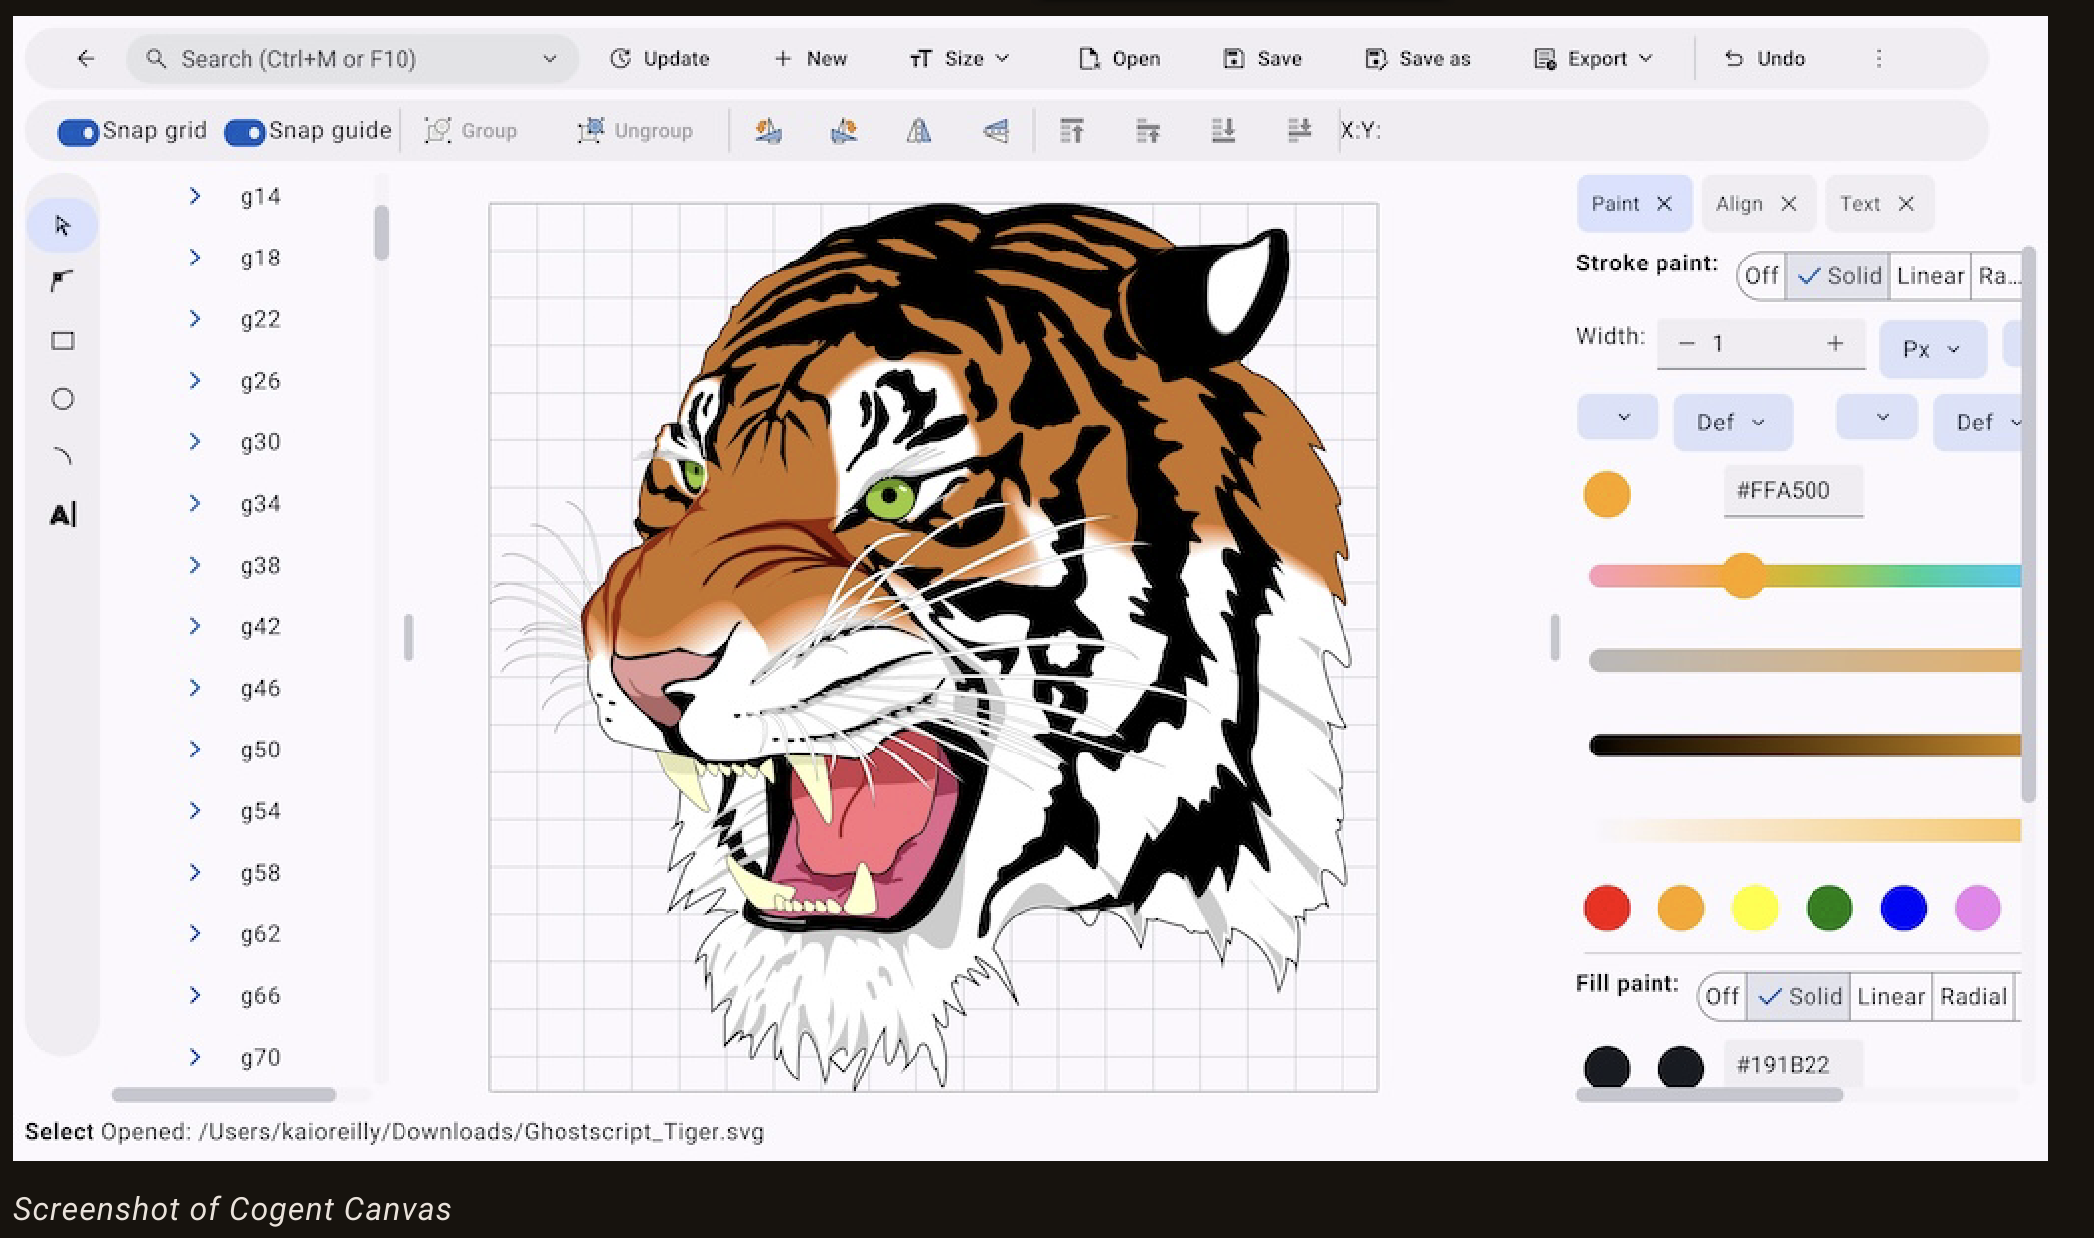 Search (Ctrl+M or F10) Update New Size Open Save Save as Export Undo
Snap grid Snap guide Group Ungroup X:Y:
g14
g18
g22
g26
g30
g34
g38
g42
g46
g50
g54
g58
g62
g66
g70
Paint Align Text
Stroke paint: Off Solid Linear Ra...
Width: 1 Px
Def Def
#FFA500
Fill paint: Off Solid Linear Radial
#191B22
Select Opened: /Users/kaioreilly/Downloads/Ghostscript_Tiger.svg
Screenshot of Cogent Canvas